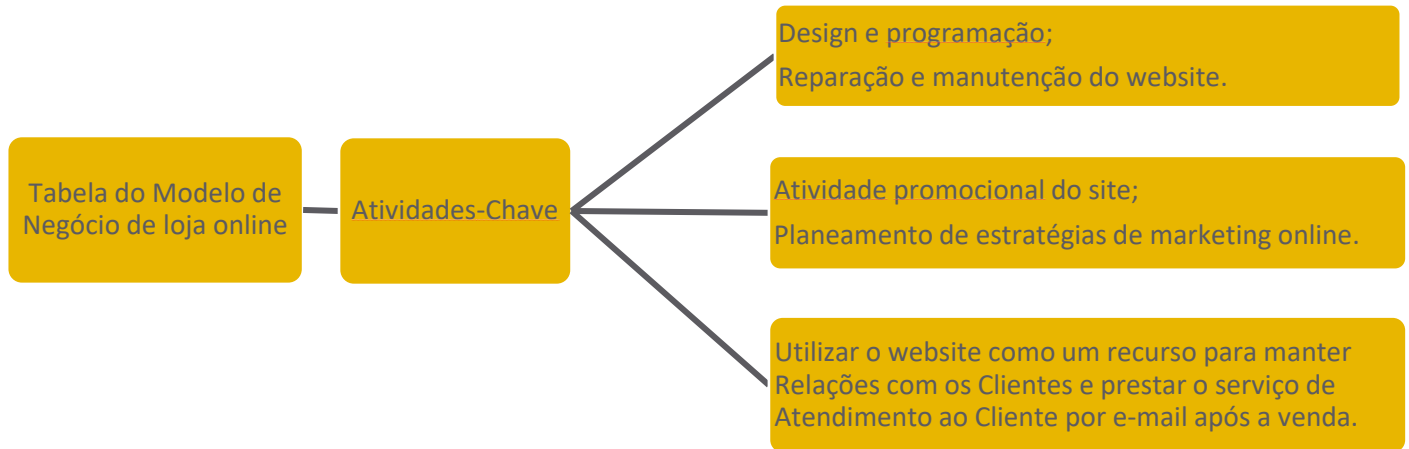 Tabela do Modelo de
Negócio de loja online
Atividades-Chave
Design e programação;
Reparação e manutenção do website.
Atividade promocional do site;
Planeamento de estratégias de marketing online.
Utilizar o website como um recurso para manter
Relações com os Clientes e prestar o serviço de
Atendimento ao Cliente por e-mail após a venda.